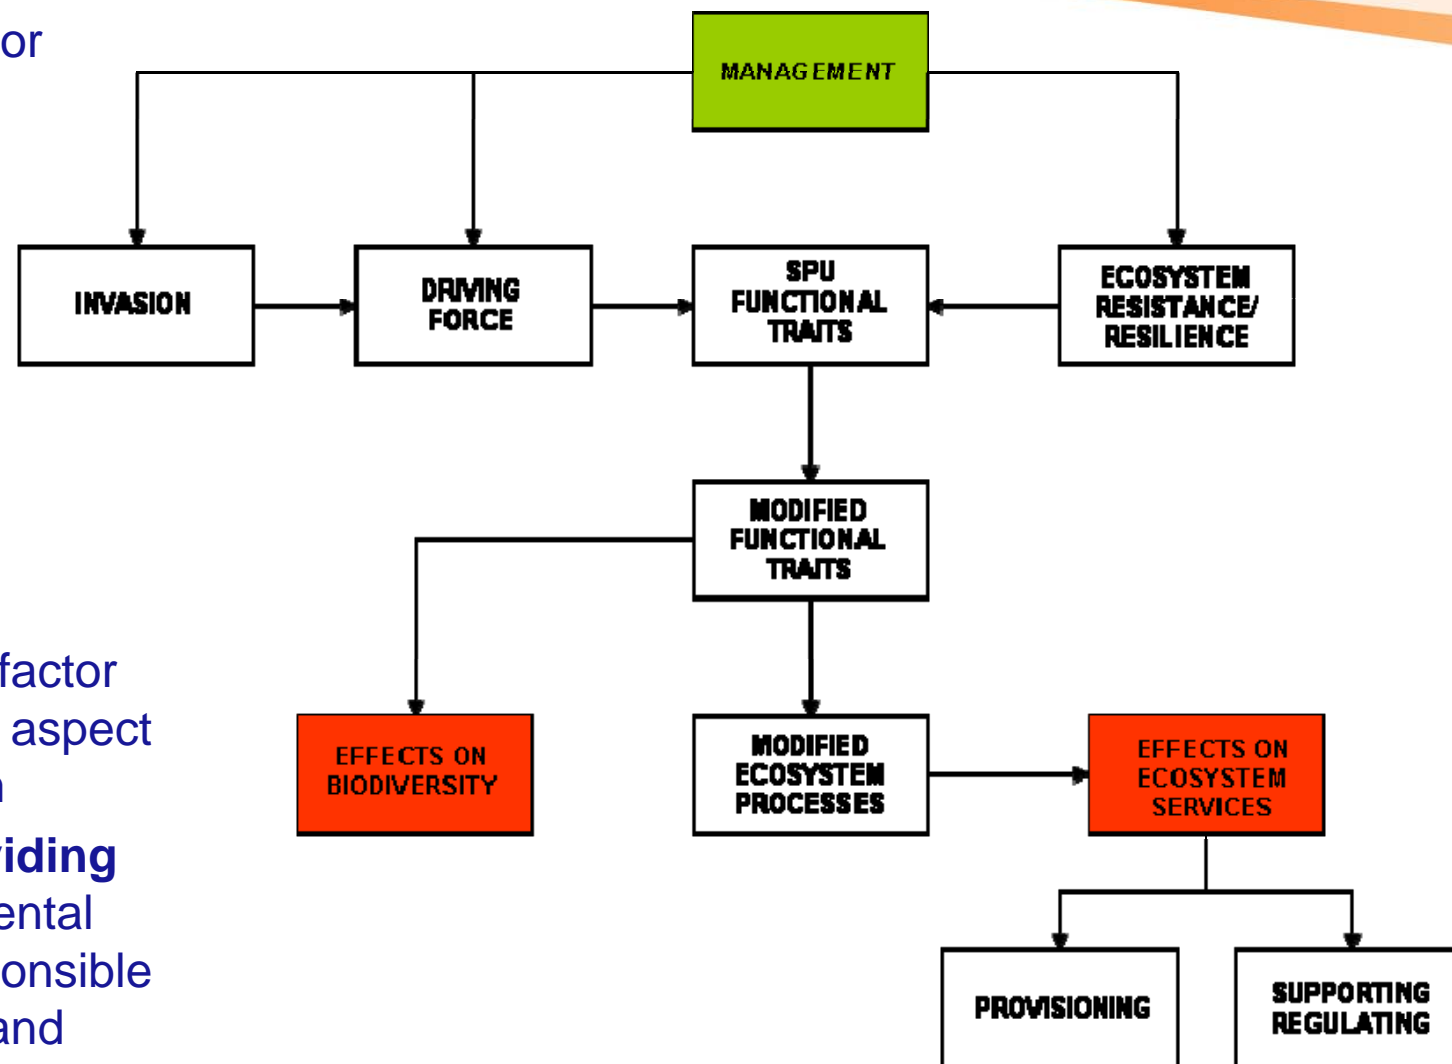 or
MANAGEMENT
INVASION
DRIVING
FORCE
SPU
FUNCTIONAL
TRAITS
ECOSYSTEM
RESISTANCE/
RESILIENCE
MODIFIED
FUNCTIONAL
TRAITS
factor
aspect
EFFECTS ON
BIODIVERSITY
MODIFIED
ECOSYSTEM
PROCESSES
EFFECTS ON
ECOSYSTEM
SERVICES
viding
ental
onsible
and
PROVISIONING
SUPPORTING
REGULATING